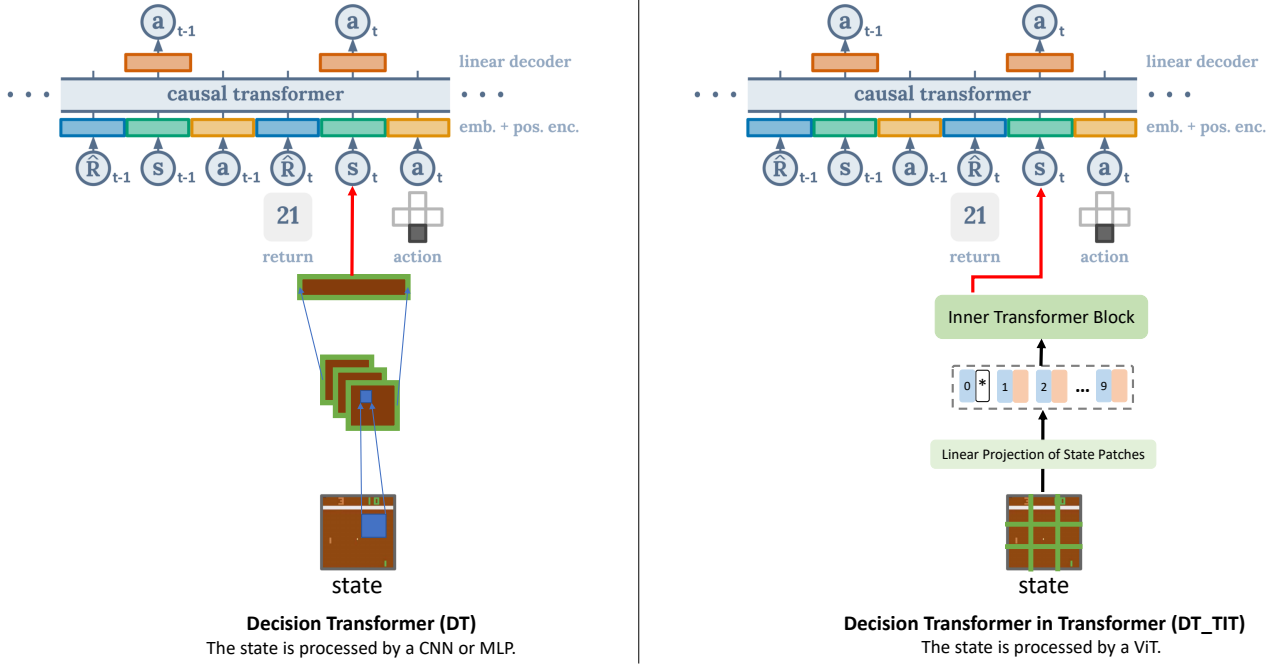 a t-1 a t
linear decoder
• • • causal transformer • • •
emb. + pos. enc.
R̂ t-1 s t-1 a t-1 R̂ t s t a t
21
return action
3 10
state
Decision Transformer (DT)
The state is processed by a CNN or MLP.
a t-1 a t
linear decoder
• • • causal transformer • • •
emb. + pos. enc.
R̂ t-1 s t-1 a t-1 R̂ t s t a t
21
return action
Inner Transformer Block
0 * 1 2 ... 9
Linear Projection of State Patches
state
Decision Transformer in Transformer (DT_TIT)
The state is processed by a ViT.